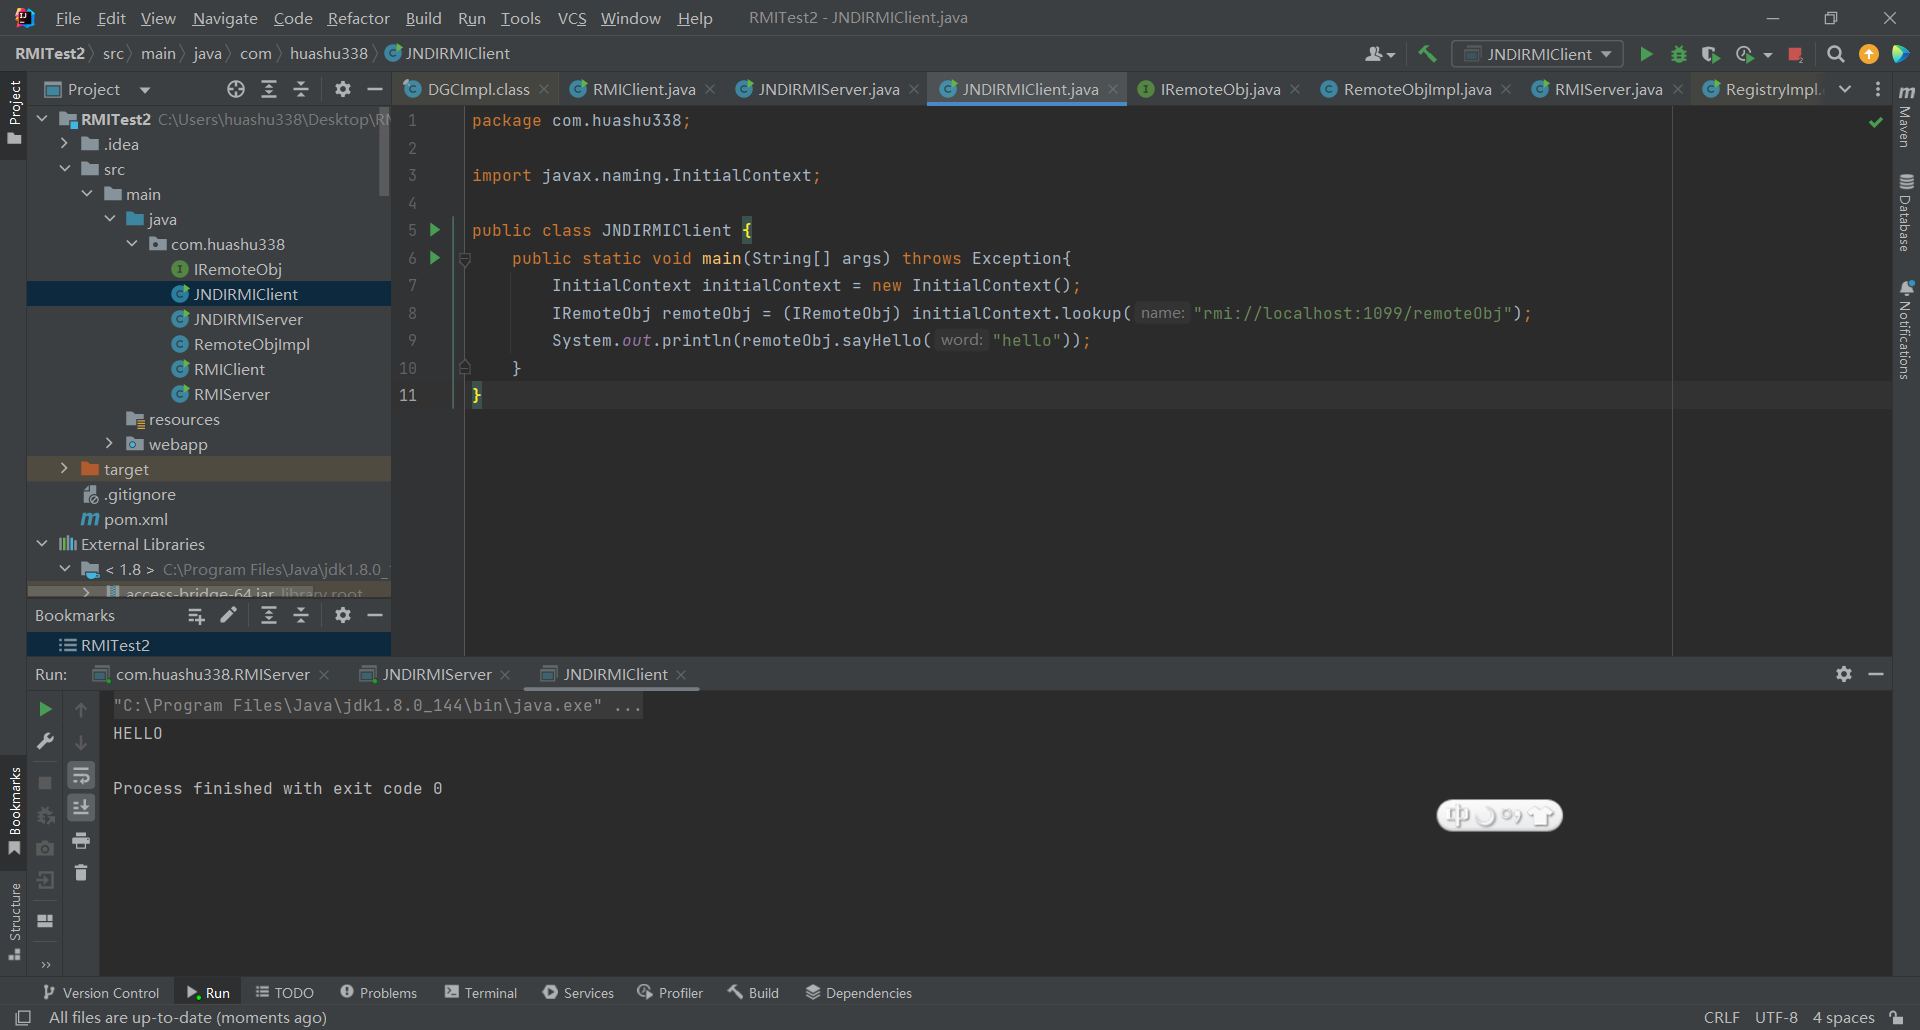 File Edit View Navigate Code Refactor Build Run Tools VCS Window Help RMITest2 - JNDIRMIClient.java
RMITest2 src main java com huashu338 JNDIRMIClient
JNDIRMIClient
Project
DGCImpl.class RMIClient.java JNDIRMIServer.java JNDIRMIClient.java IRemoteObj.java RemoteObjImpl.java RMIServer.java RegistryImpl.
Project
RMITest2 C:\Users\huashu338\Desktop\RM
.idea
src
main
java
com.huashu338
IRemoteObj
JNDIRMIClient
JNDIRMIServer
RemoteObjImpl
RMIClient
RMIServer
resources
webapp
target
.gitignore
pom.xml
External Libraries
< 1.8 > C:\Program Files\Java\jdk1.8.0_
access-bridge-64.jar library root
Bookmarks
RMITest2
1 package com.huashu338;
2
3 import javax.naming.InitialContext;
4
5 public class JNDIRMIClient {
6 public static void main(String[] args) throws Exception{
7 InitialContext initialContext = new InitialContext();
8 IRemoteObj remoteObj = (IRemoteObj) initialContext.lookup( name: "rmi://localhost:1099/remoteObj");
9 System.out.println(remoteObj.sayHello( word: "hello"));
10 }
11 }
Maven
Database
Notifications
Run: com.huashu338.RMIServer JNDIRMIServer JNDIRMIClient
"C:\Program Files\Java\jdk1.8.0_144\bin\java.exe" ...
HELLO
Process finished with exit code 0
中
Bookmarks
Structure
Version Control Run TODO Problems Terminal Services Profiler Build Dependencies
All files are up-to-date (moments ago) CRLF UTF-8 4 spaces